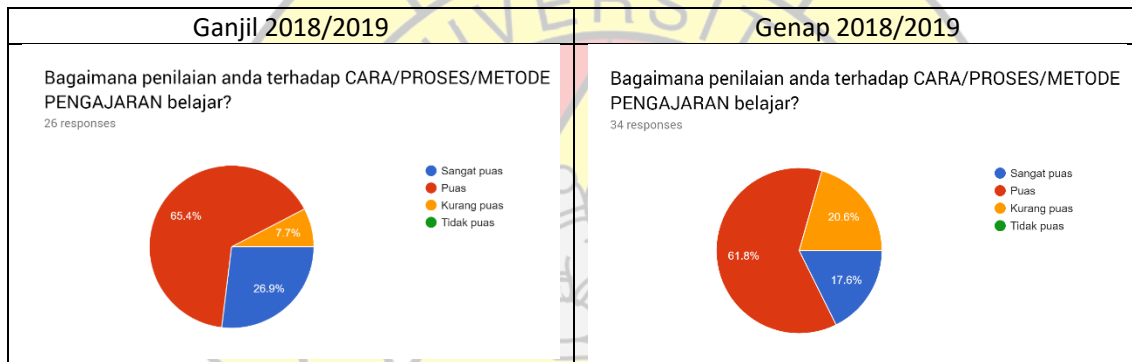 Ganjil 2018/2019
Genap 2018/2019
Bagaimana penilaian anda terhadap CARA/PROSES/METODE
PENGAJARAN belajar?
26 responses
65.4%
7.7%
26.9%
Sangat puas
Puas
Kurang puas
Tidak puas
Bagaimana penilaian anda terhadap CARA/PROSES/METODE
PENGAJARAN belajar?
34 responses
61.8%
20.6%
17.6%
Sangat puas
Puas
Kurang puas
Tidak puas